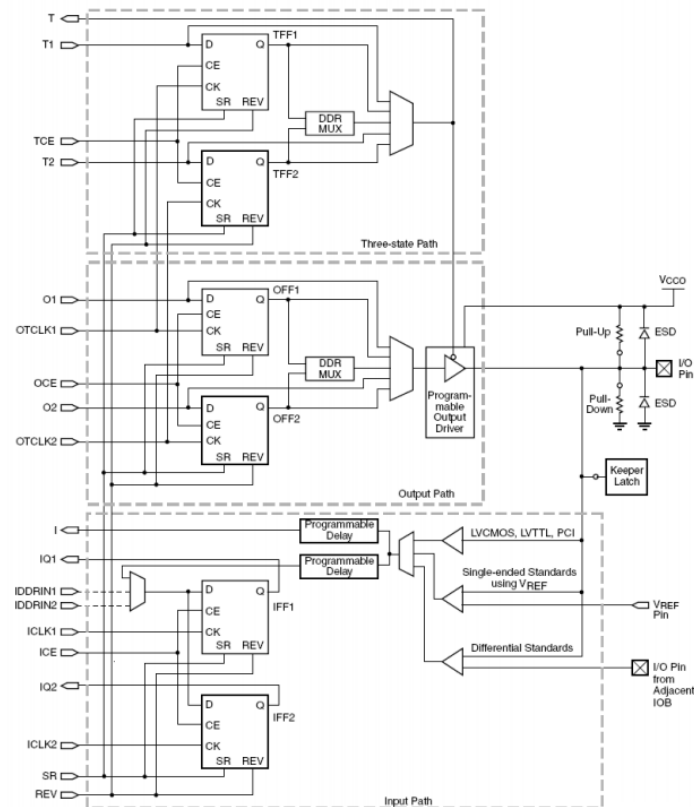 T
T1
D Q TFF1
CE
CK
SR REV
DDR
MUX
TCE
T2
D Q
TFF2
CE
CK
SR REV
Three-state Path
VCCO
O1
D Q OFF1
CE
OTCLK1
CK
SR REV
Pull-Up
ESD
I/O
Pin
DDR
MUX
OCE
O2
D Q
OFF2
CE
OTCLK2
CK
SR REV
Program-
mable
Output
Driver
Pull-
Down
ESD
Keeper
Latch
Output Path
I
Programmable
Delay
LVCMOS, LVTTL, PCI
IQ1
Programmable
Delay
Single-ended Standards
using VREF
IDDRIN1
IDDRIN2
D Q
IFF1
CE
VREF
Pin
ICLK1
CK
ICE
SR REV
Differential Standards
I/O Pin
from
Adjacent
IOB
IQ2
D Q
IFF2
CE
ICLK2
CK
SR
SR REV
REV
Input Path